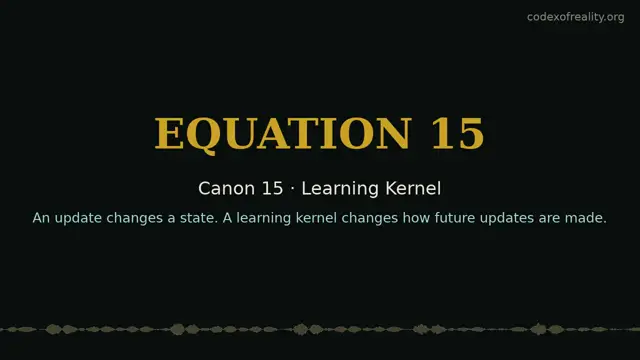 codexofreality.org
EQUATION 15
Canon 15 · Learning Kernel
An update changes a state. A learning kernel changes how future updates are made.